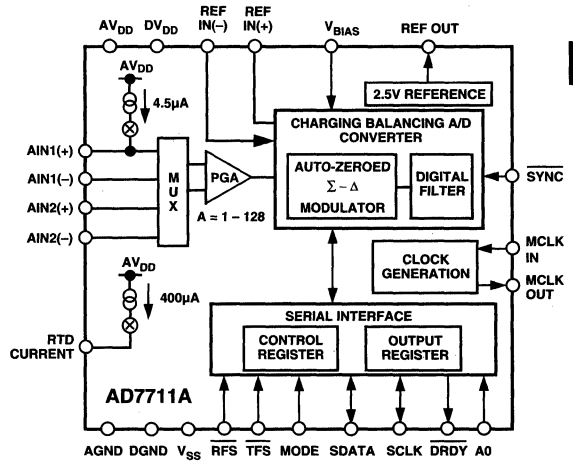 AVDD DVDD REF IN(−) REF IN(+) VBIAS REF OUT
AVDD
4.5µA
2.5V REFERENCE
CHARGING BALANCING A/D
CONVERTER
AUTO-ZEROED
Σ – Δ
MODULATOR
DIGITAL
FILTER
SYNC
AIN1(+)
AIN1(−)
AIN2(+)
AIN2(−)
MUX
PGA
A = 1 – 128
CLOCK
GENERATION
MCLK
IN
MCLK
OUT
AVDD
400µA
RTD
CURRENT
SERIAL INTERFACE
CONTROL
REGISTER
OUTPUT
REGISTER
AD7711A
AGND DGND VSS RFS TFS MODE SDATA SCLK DRDY A0